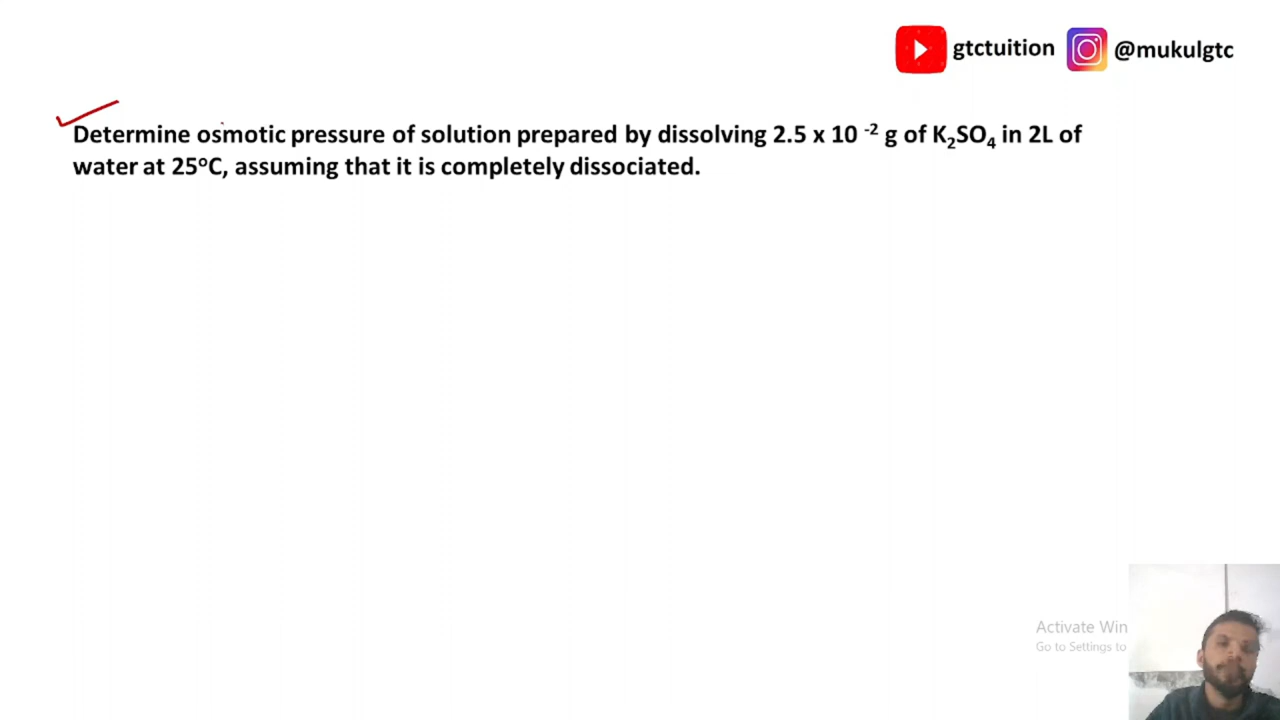 gtctuition @mukulgtc
Determine osmotic pressure of solution prepared by dissolving 2.5 x 10 ⁻² g of K₂SO₄ in 2L of
water at 25ᵒC, assuming that it is completely dissociated.
Activate Win
Go to Settings to